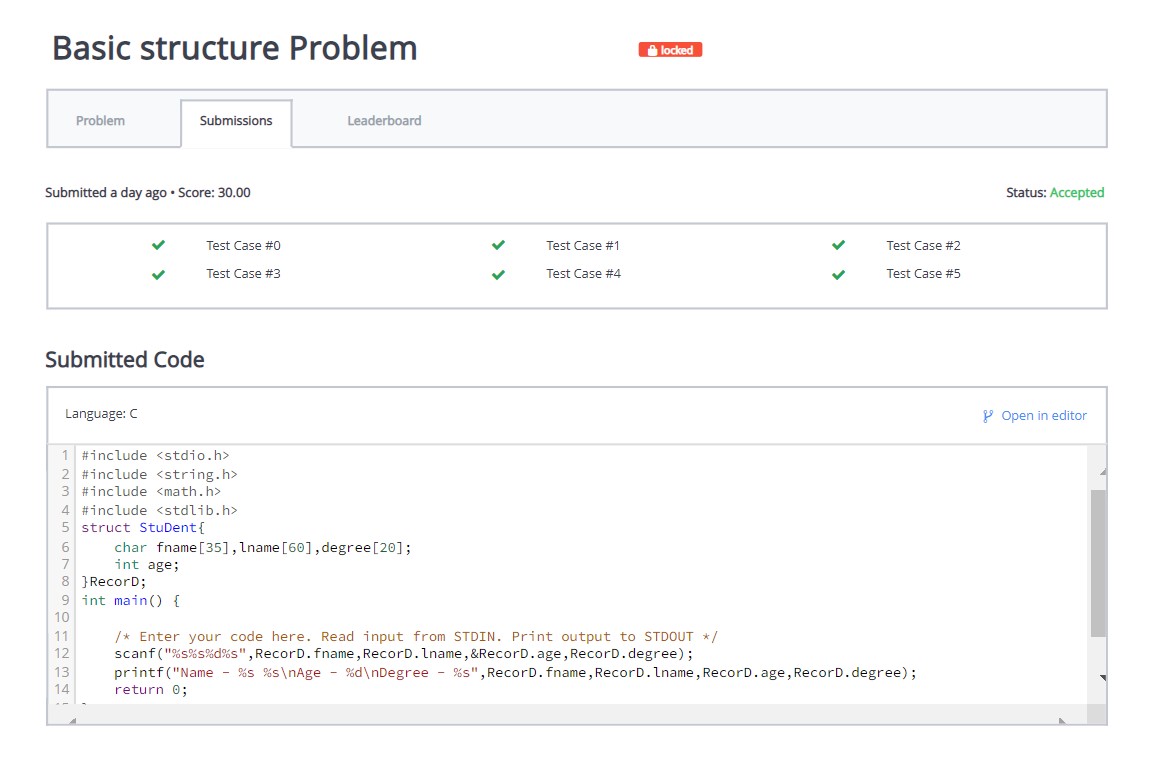 Basic structure Problem
locked
Problem Submissions Leaderboard
Submitted a day ago • Score: 30.00 Status: Accepted
Test Case #0 Test Case #1 Test Case #2
Test Case #3 Test Case #4 Test Case #5
Submitted Code
Language: C Open in editor
1 #include <stdio.h>
2 #include <string.h>
3 #include <math.h>
4 #include <stdlib.h>
5 struct StuDent{
6 char fname[35],lname[60],degree[20];
7 int age;
8 }RecorD;
9 int main() {
10
11 /* Enter your code here. Read input from STDIN. Print output to STDOUT */
12 scanf("%s%s%d%s",RecorD.fname,RecorD.lname,&RecorD.age,RecorD.degree);
13 printf("Name - %s %s\nAge - %d\nDegree - %s",RecorD.fname,RecorD.lname,RecorD.age,RecorD.degree);
14 return 0;